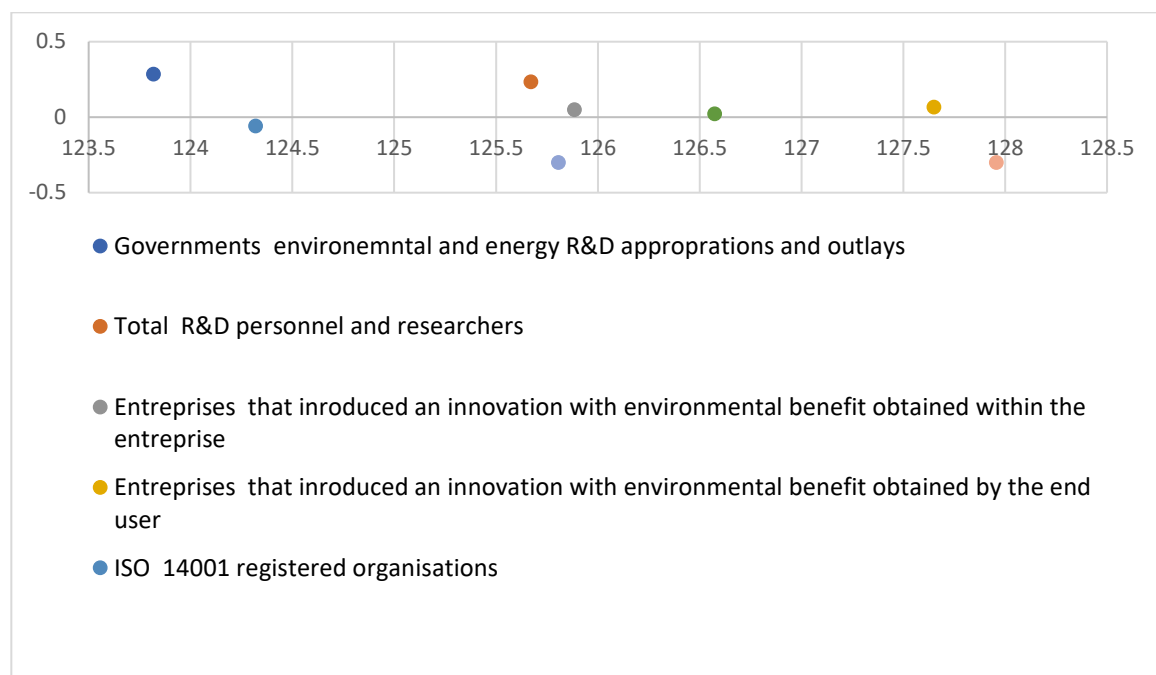 0.5
0
123.5 124 124.5 125 125.5 126 126.5 127 127.5 128 128.5
-0.5
Governments environemntal and energy R&D approprations and outlays
Total R&D personnel and researchers
Entreprises that inroduced an innovation with environmental benefit obtained within the
entreprise
Entreprises that inroduced an innovation with environmental benefit obtained by the end
user
ISO 14001 registered organisations